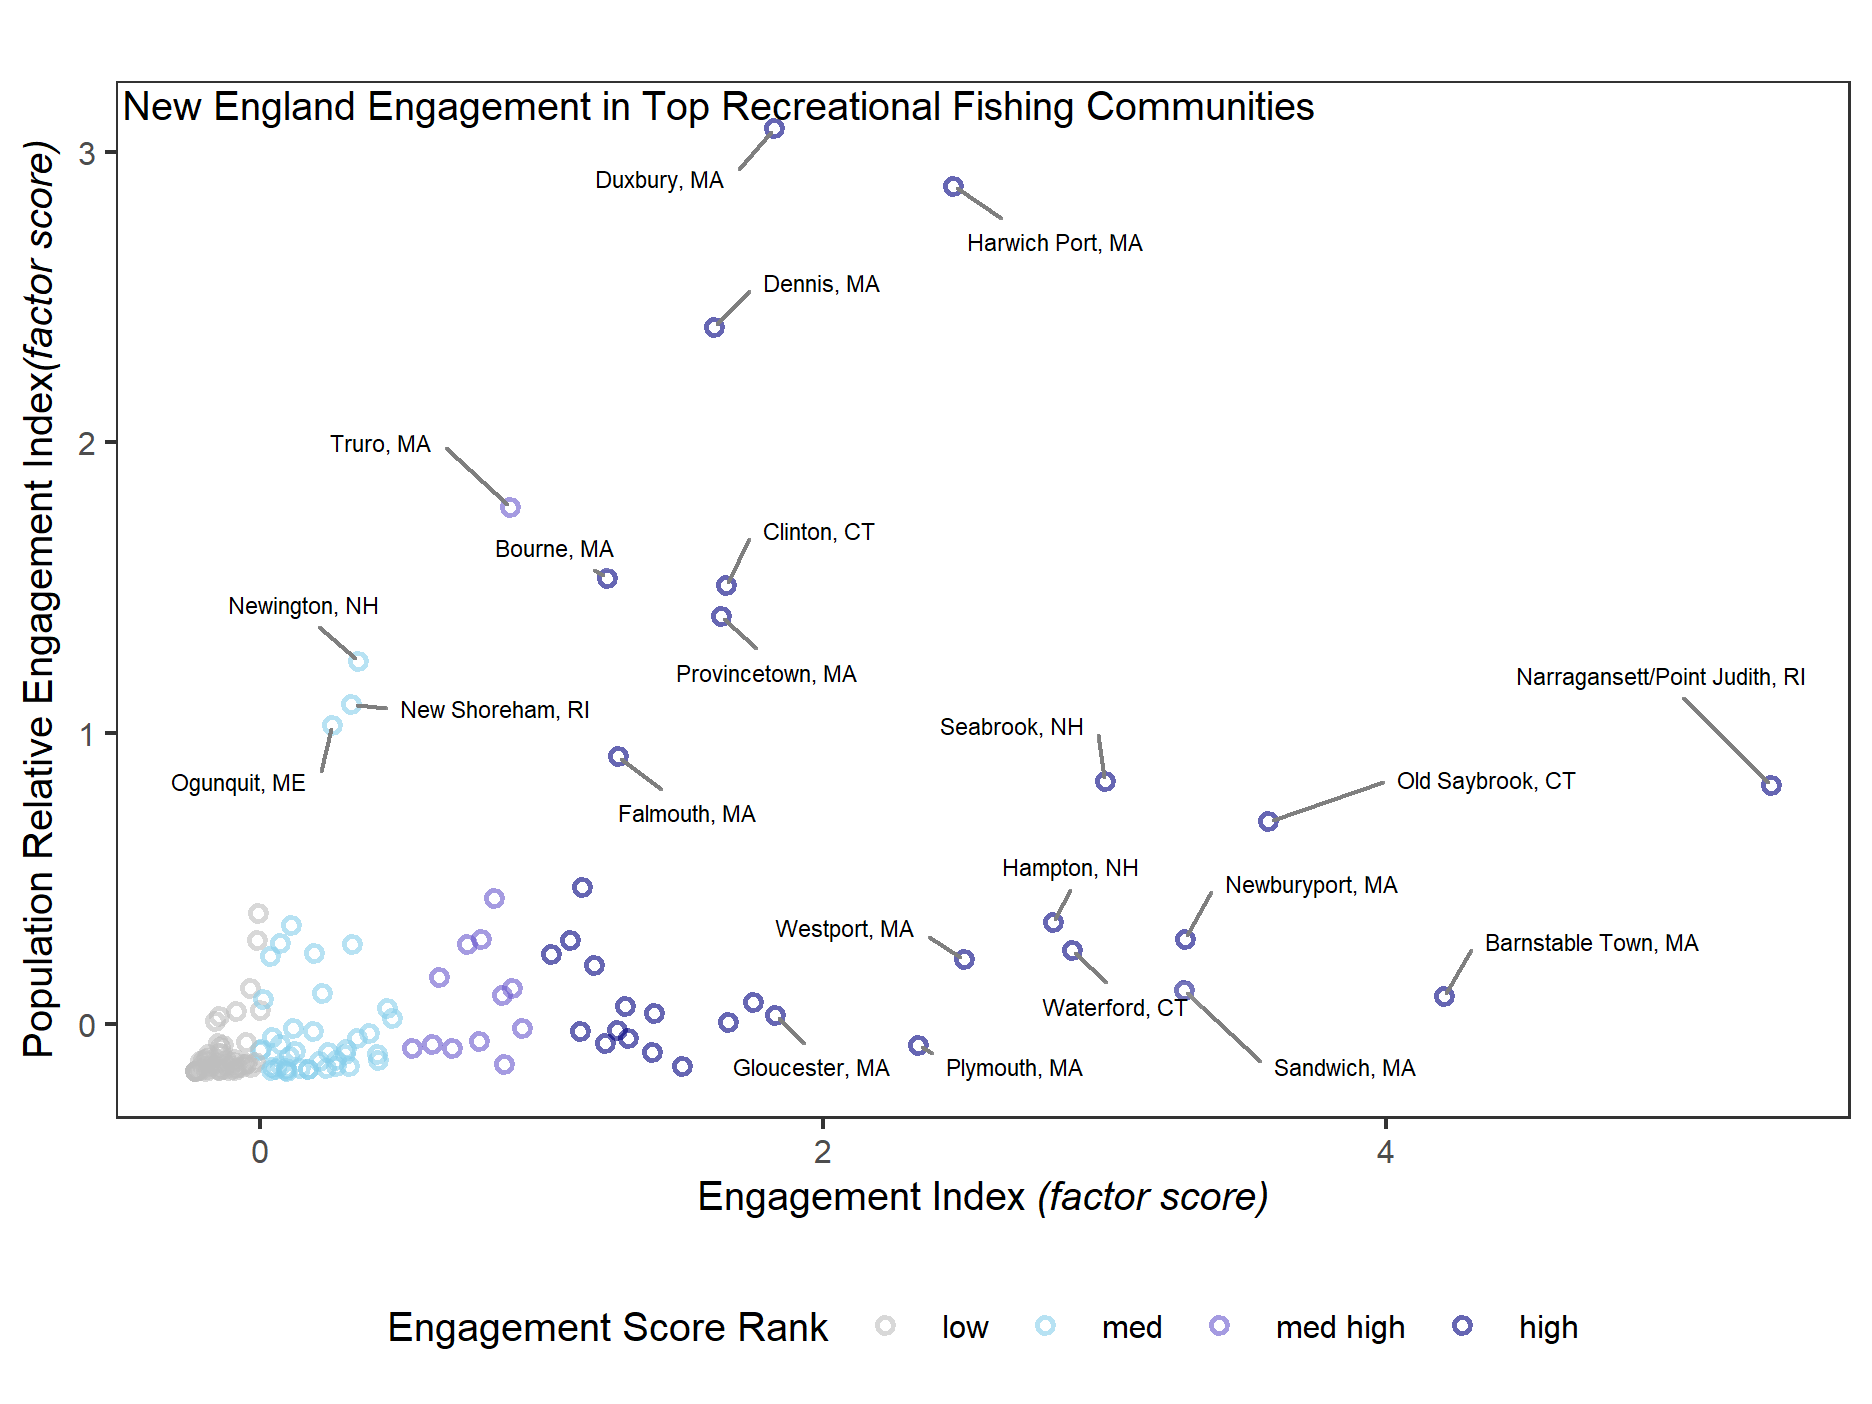 New England Engagement in Top Recreational Fishing Communities
Population Relative Engagement Index(factor score)
3
2
1
0
Duxbury, MA
Harwich Port, MA
Dennis, MA
Truro, MA
Clinton, CT
Bourne, MA
Newington, NH
Provincetown, MA
Narragansett/Point Judith, RI
New Shoreham, RI
Seabrook, NH
Ogunquit, ME
Old Saybrook, CT
Falmouth, MA
Hampton, NH
Newburyport, MA
Westport, MA
Barnstable Town, MA
Waterford, CT
Gloucester, MA
Plymouth, MA
Sandwich, MA
0
2
4
Engagement Index (factor score)
Engagement Score Rank low med med high high